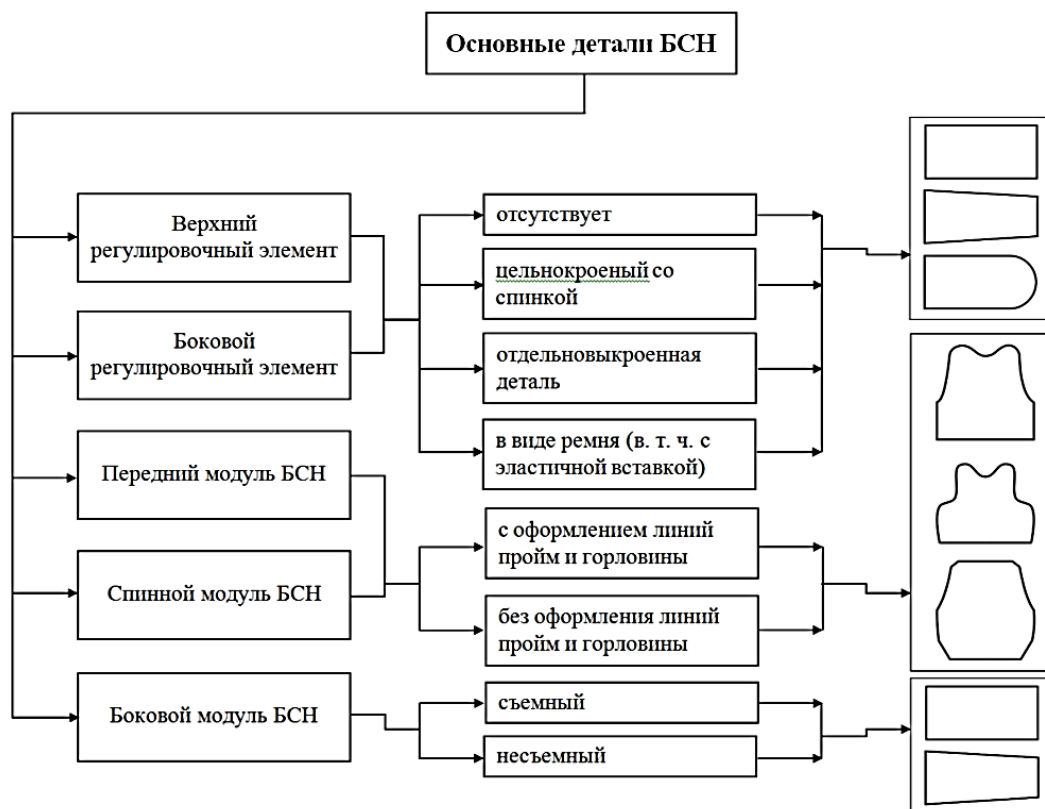 Основные детали БСН
Верхний
регулировочный элемент
Боковой
регулировочный элемент
Передний модуль БСН
Спинной модуль БСН
Боковой модуль БСН
отсутствует
цельнокроеный со
спинкой
отдельновыкроенная
деталь
в виде ремня (в. т. ч. с
эластичной вставкой)
с оформлением линий
пройм и горловины
без оформления линий
пройм и горловины
съемный
несъемный